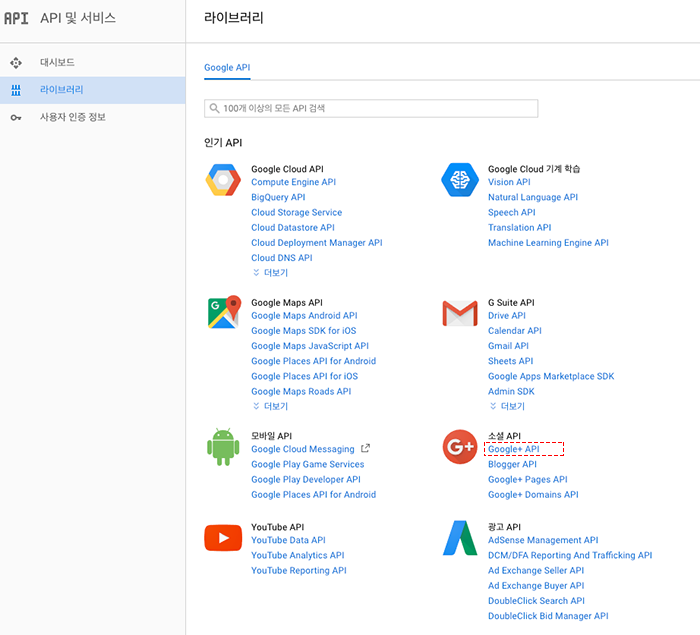 API API 및 서비스
대시보드
라이브러리
사용자 인증 정보
라이브러리
Google API
100개 이상의 모든 API 검색
인기 API
Google Cloud API
Compute Engine API
BigQuery API
Cloud Storage Service
Cloud Datastore API
Cloud Deployment Manager API
Cloud DNS API
더보기
Google Cloud 기계 학습
Vision API
Natural Language API
Speech API
Translation API
Machine Learning Engine API
G
Google Maps API
Google Maps Android API
Google Maps SDK for iOS
Google Maps JavaScript API
Google Places API for Android
Google Places API for iOS
Google Maps Roads API
더보기
G Suite API
Drive API
Calendar API
Gmail API
Sheets API
Google Apps Marketplace SDK
Admin SDK
더보기
모바일 API
Google Cloud Messaging
Google Play Game Services
Google Play Developer API
Google Places API for Android
G+
소셜 API
Google+ API
Blogger API
Google+ Pages API
Google+ Domains API
YouTube API
YouTube Data API
YouTube Analytics API
YouTube Reporting API
광고 API
AdSense Management API
DCM/DFA Reporting And Trafficking API
Ad Exchange Seller API
Ad Exchange Buyer API
DoubleClick Search API
DoubleClick Bid Manager API